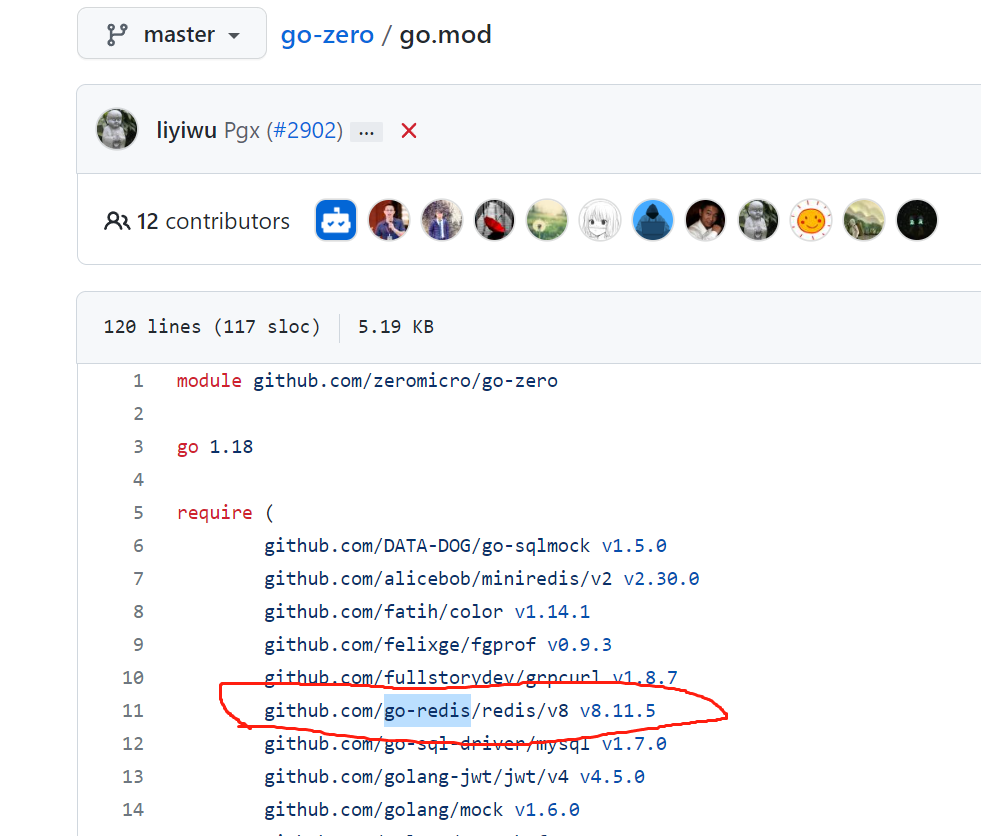 master
go-zero / go.mod
liyiwu Pgx (#2902) ...
12 contributors
120 lines (117 sloc) 5.19 KB
1 module github.com/zeromicro/go-zero
2
3 go 1.18
4
5 require (
6 github.com/DATA-DOG/go-sqlmock v1.5.0
7 github.com/alicebob/miniredis/v2 v2.30.0
8 github.com/fatih/color v1.14.1
9 github.com/felixge/fgprof v0.9.3
10 github.com/fullstorydev/grpcurl v1.8.7
11 github.com/go-redis/redis/v8 v8.11.5
12 github.com/go-sql-driver/mysql v1.7.0
13 github.com/golang-jwt/jwt/v4 v4.5.0
14 github.com/golang/mock v1.6.0